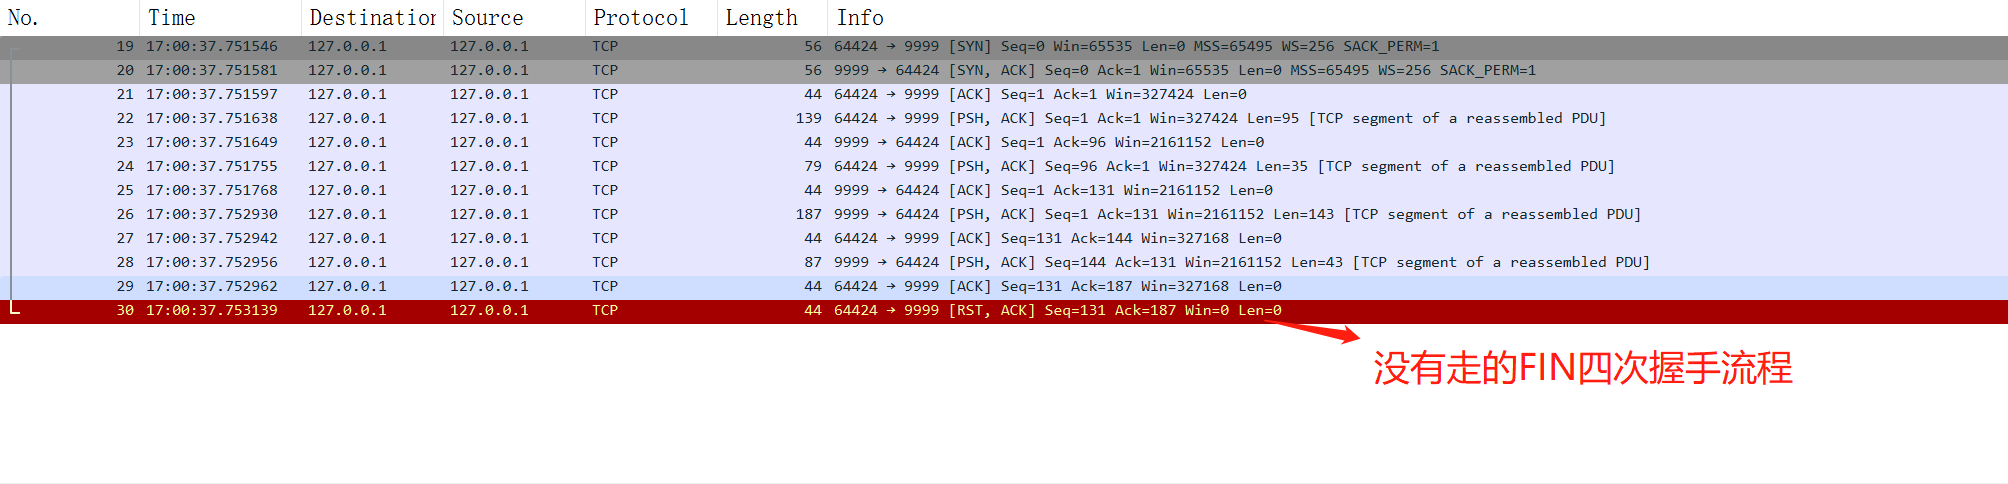 No. Time Destination Source Protocol Length Info
19 17:00:37.751546 127.0.0.1 127.0.0.1 TCP 56 64424 → 9999 [SYN] Seq=0 Win=65535 Len=0 MSS=65495 WS=256 SACK_PERM=1
20 17:00:37.751581 127.0.0.1 127.0.0.1 TCP 56 9999 → 64424 [SYN, ACK] Seq=0 Ack=1 Win=65535 Len=0 MSS=65495 WS=256 SACK_PERM=1
21 17:00:37.751597 127.0.0.1 127.0.0.1 TCP 44 64424 → 9999 [ACK] Seq=1 Ack=1 Win=327424 Len=0
22 17:00:37.751638 127.0.0.1 127.0.0.1 TCP 139 64424 → 9999 [PSH, ACK] Seq=1 Ack=1 Win=327424 Len=95 [TCP segment of a reassembled PDU]
23 17:00:37.751649 127.0.0.1 127.0.0.1 TCP 44 9999 → 64424 [ACK] Seq=1 Ack=96 Win=2161152 Len=0
24 17:00:37.751755 127.0.0.1 127.0.0.1 TCP 79 64424 → 9999 [PSH, ACK] Seq=96 Ack=1 Win=327424 Len=35 [TCP segment of a reassembled PDU]
25 17:00:37.751768 127.0.0.1 127.0.0.1 TCP 44 9999 → 64424 [ACK] Seq=1 Ack=131 Win=2161152 Len=0
26 17:00:37.752930 127.0.0.1 127.0.0.1 TCP 187 9999 → 64424 [PSH, ACK] Seq=1 Ack=131 Win=2161152 Len=143 [TCP segment of a reassembled PDU]
27 17:00:37.752942 127.0.0.1 127.0.0.1 TCP 44 64424 → 9999 [ACK] Seq=131 Ack=144 Win=327168 Len=0
28 17:00:37.752956 127.0.0.1 127.0.0.1 TCP 87 9999 → 64424 [PSH, ACK] Seq=144 Ack=131 Win=2161152 Len=43 [TCP segment of a reassembled PDU]
29 17:00:37.752962 127.0.0.1 127.0.0.1 TCP 44 64424 → 9999 [ACK] Seq=131 Ack=187 Win=327168 Len=0
30 17:00:37.753139 127.0.0.1 127.0.0.1 TCP 44 64424 → 9999 [RST, ACK] Seq=131 Ack=187 Win=0 Len=0
没有走的FIN四次握手流程